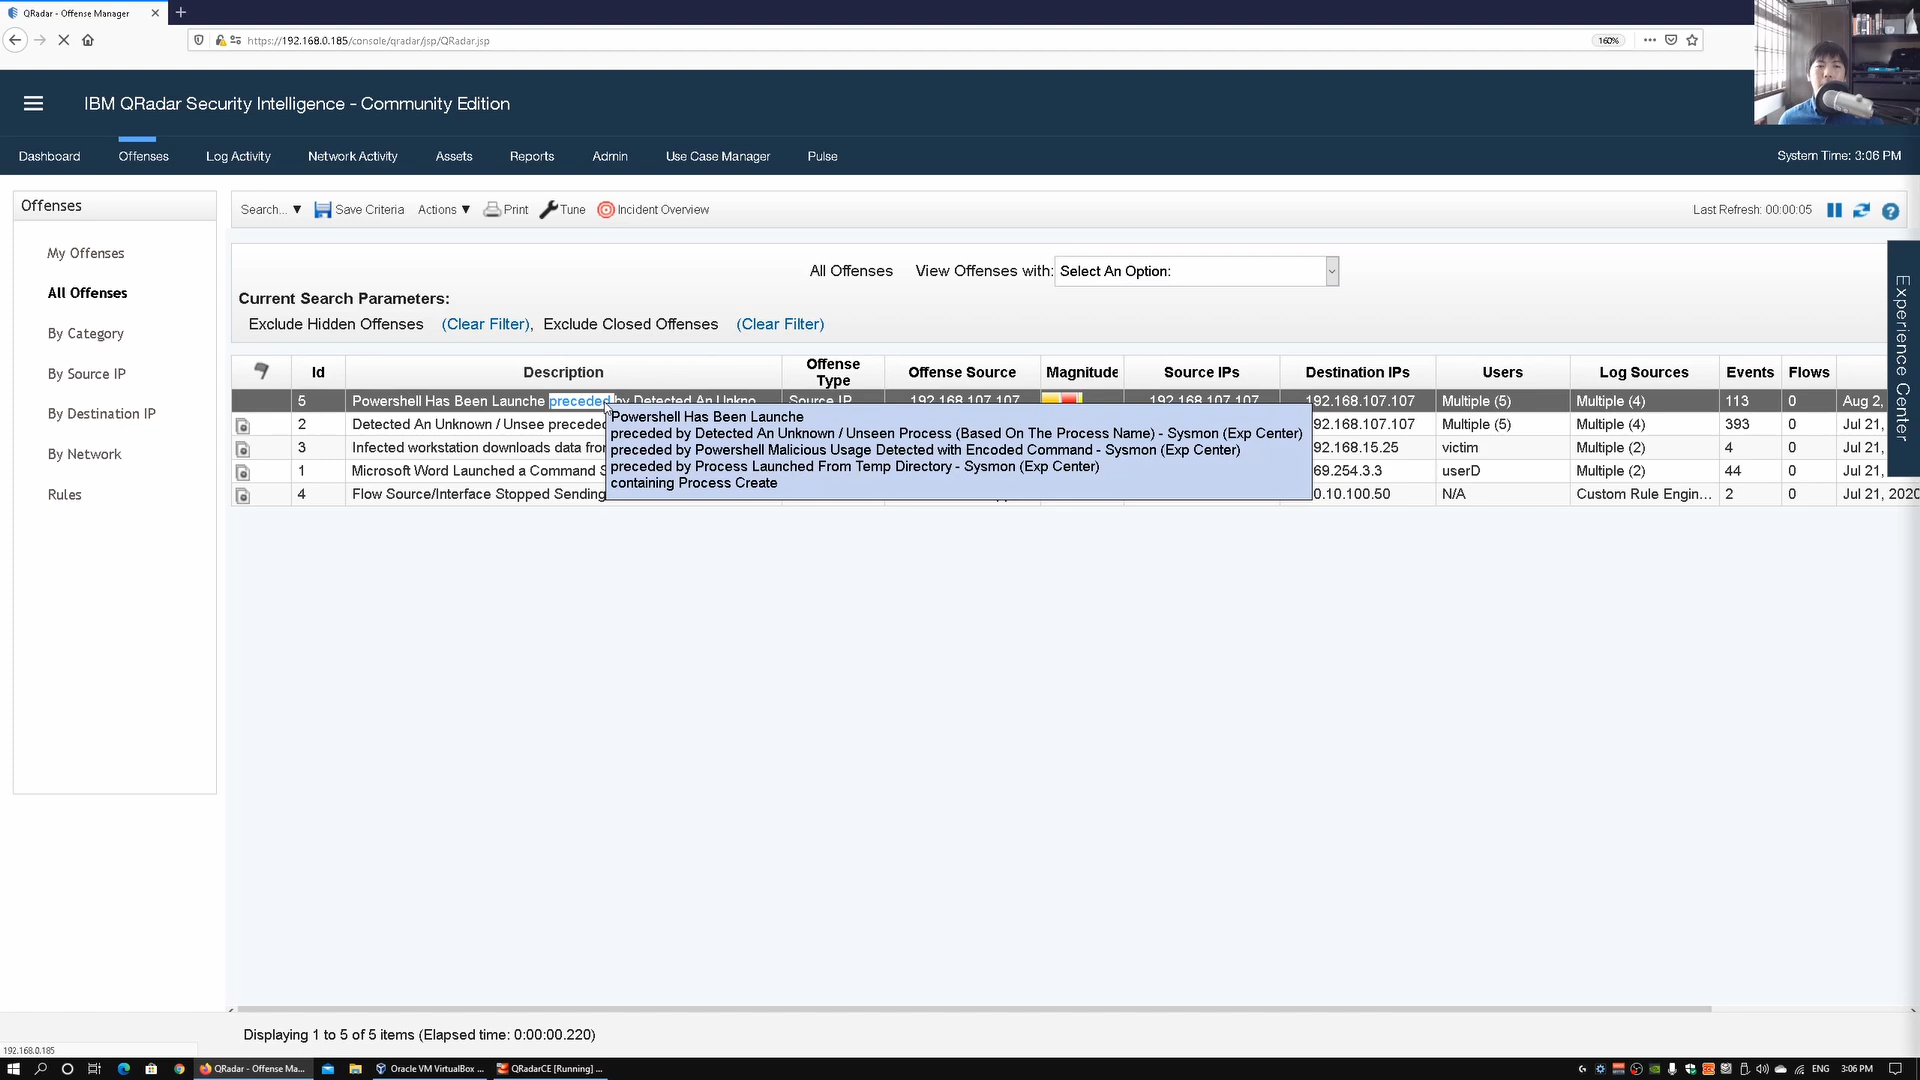 QRadar - Offense Manager
https://192.168.0.185/console/qradar/jsp/QRadar.jsp
160%
IBM QRadar Security Intelligence - Community Edition
Dashboard Offenses Log Activity Network Activity Assets Reports Admin Use Case Manager Pulse System Time: 3:06 PM
Offenses
My Offenses
All Offenses
By Category
By Source IP
By Destination IP
By Network
Rules
Search... ▼ Save Criteria Actions ▼ Print Tune Incident Overview Last Refresh: 00:00:05
All Offenses View Offenses with: Select An Option:
Current Search Parameters:
Exclude Hidden Offenses (Clear Filter), Exclude Closed Offenses (Clear Filter)
Id Description Offense Type Offense Source Magnitude Source IPs Destination IPs Users Log Sources Events Flows
5 Powershell Has Been Launche preceded by Detected An Unkno... Source IP 192.168.107.107 192.168.107.107 192.168.107.107 Multiple (5) Multiple (4) 113 0 Aug 2,
2 Detected An Unknown / Unsee preceded 92.168.107.107 Multiple (5) Multiple (4) 393 0 Jul 21,
3 Infected workstation downloads data from 92.168.15.25 victim Multiple (2) 4 0 Jul 21,
1 Microsoft Word Launched a Command S 69.254.3.3 userD Multiple (2) 44 0 Jul 21,
4 Flow Source/Interface Stopped Sending 0.10.100.50 N/A Custom Rule Engin... 2 0 Jul 21, 2020
Powershell Has Been Launche
preceded by Detected An Unknown / Unseen Process (Based On The Process Name) - Sysmon (Exp Center)
preceded by Powershell Malicious Usage Detected with Encoded Command - Sysmon (Exp Center)
preceded by Process Launched From Temp Directory - Sysmon (Exp Center)
containing Process Create
Experience Center
Displaying 1 to 5 of 5 items (Elapsed time: 0:00:00.220)
192.168.0.185
QRadar - Offense Ma... Oracle VM VirtualBox ... QRadarCE [Running] ... ENG 3:06 PM